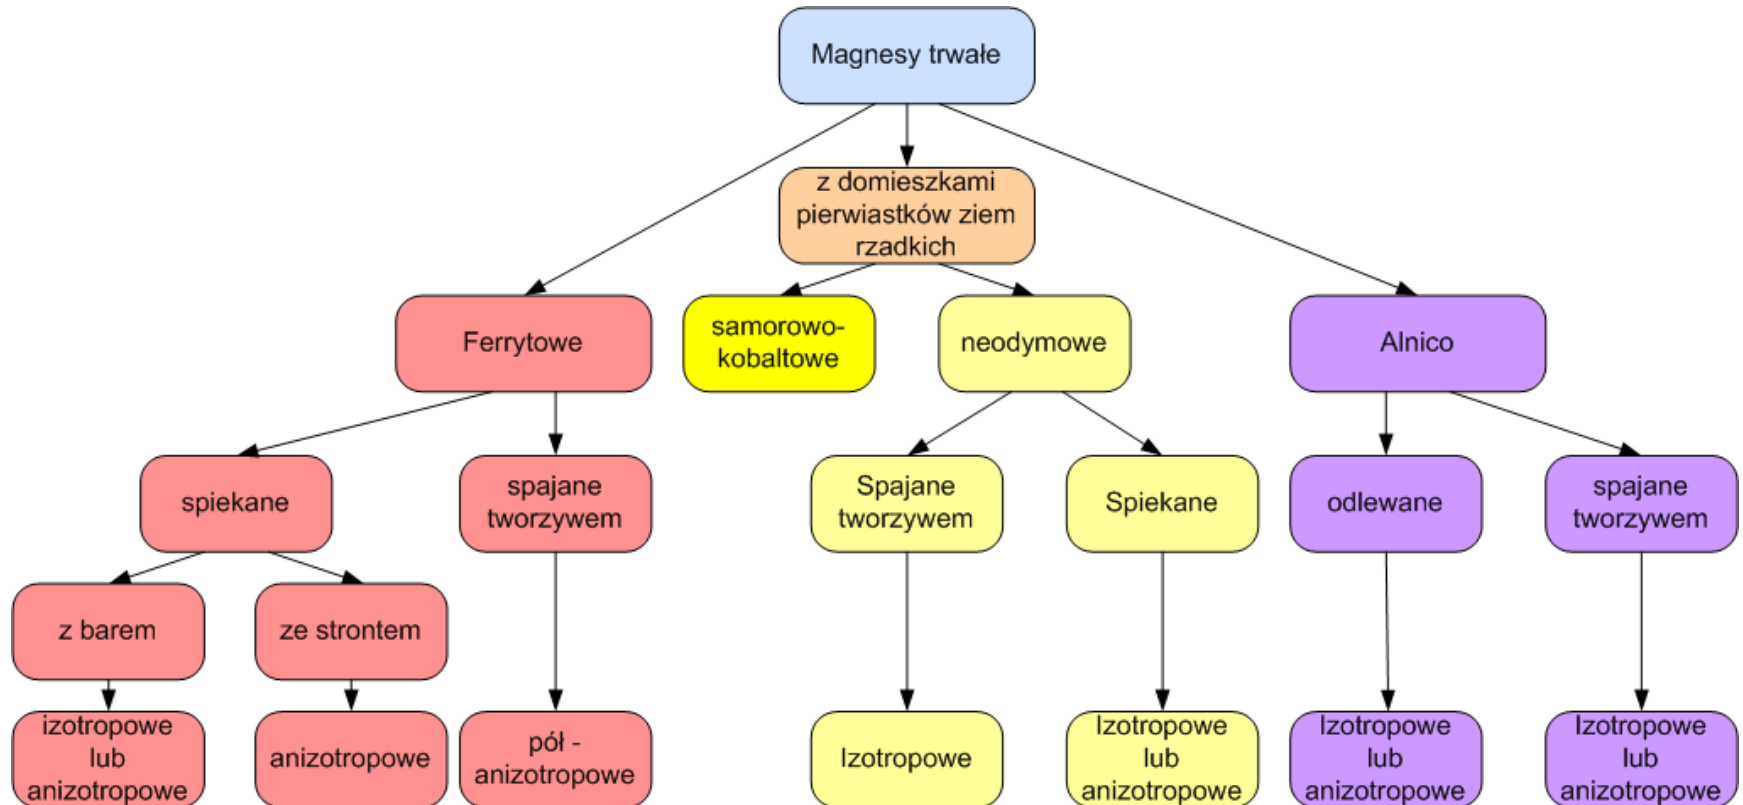 Magnesy trwałe
z domieszkami
pierwiastków ziem
rzadkich
Ferrytowe
samorowo-
kobaltowe
neodymowe
Alnico
spiekane
spajane
tworzywem
Spajane
tworzywem
Spiekane
odlewane
spajane
tworzywem
z barem
ze strontem
izotropowe
lub
anizotropowe
anizotropowe
pół -
anizotropowe
Izotropowe
Izotropowe
lub
anizotropowe
Izotropowe
lub
anizotropowe
Izotropowe
lub
anizotropowe